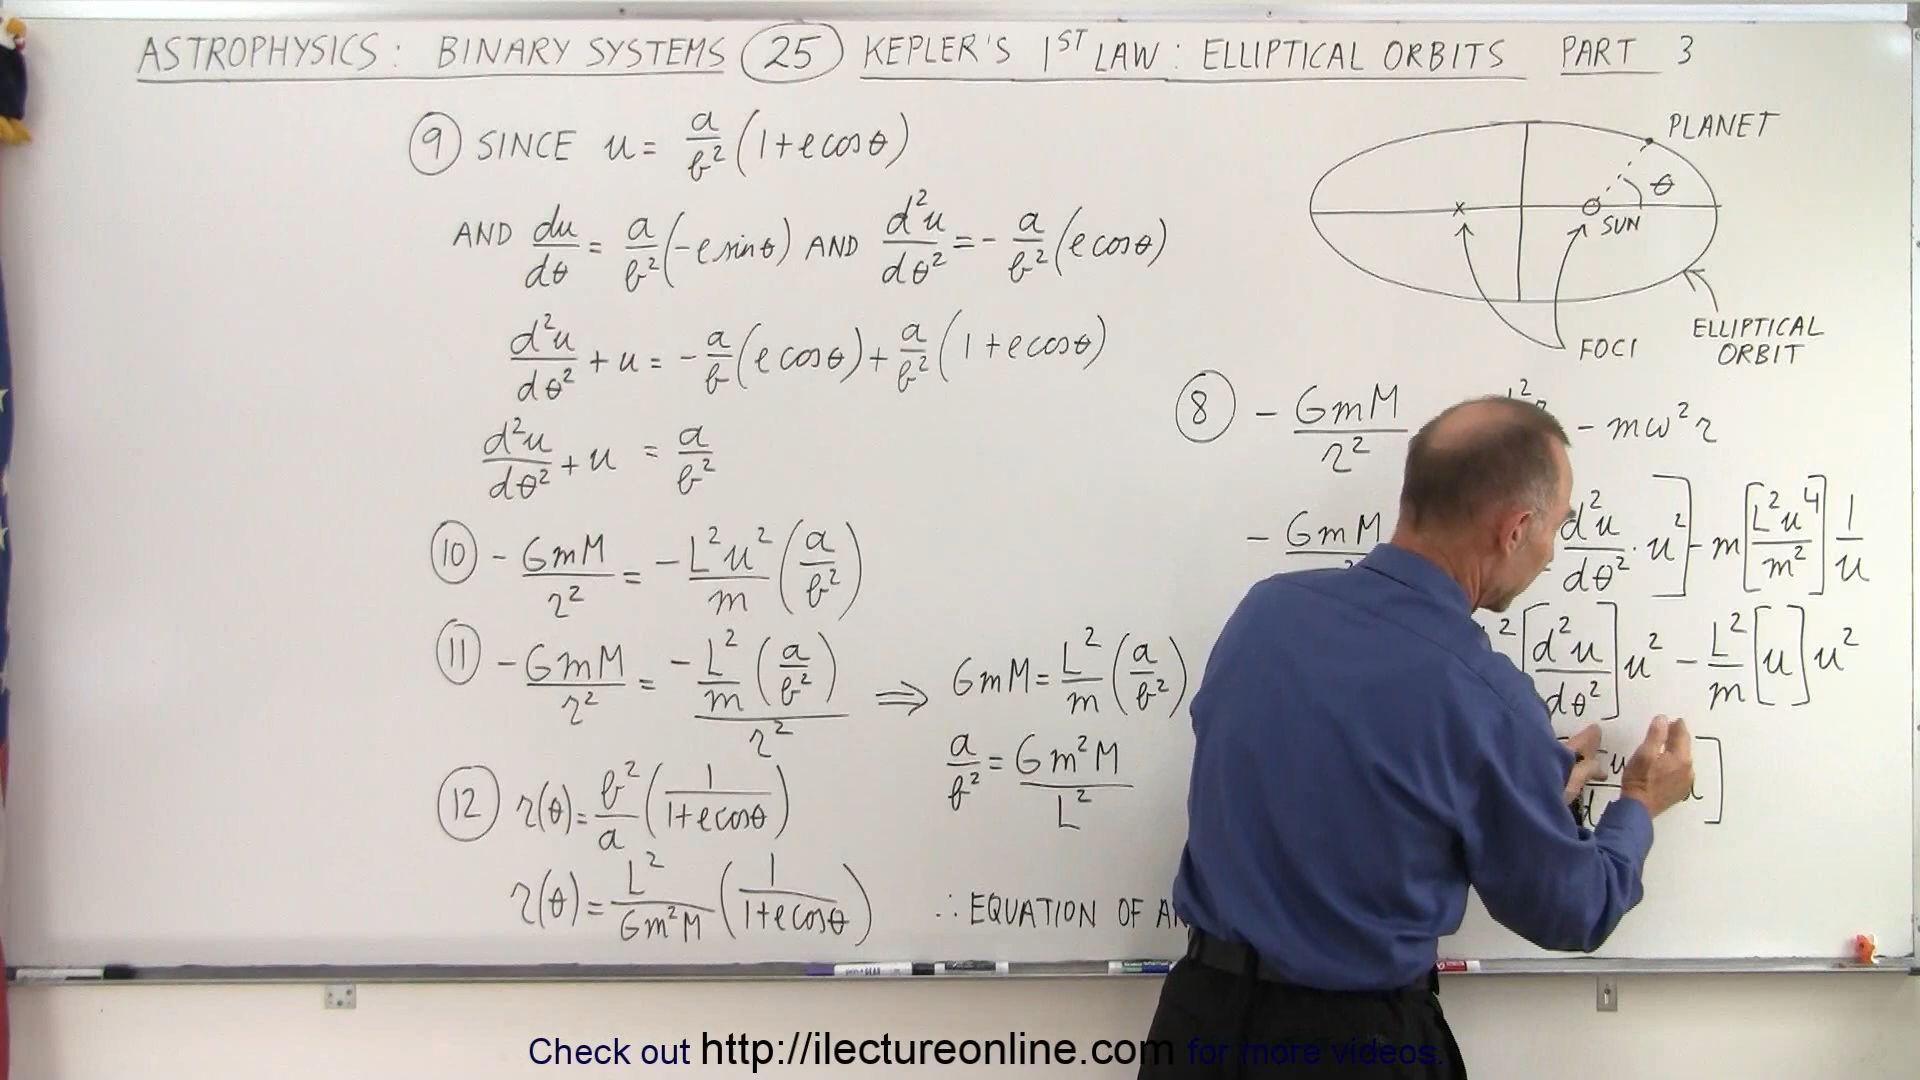 ASTROPHYSICS: BINARY SYSTEMS 25 KEPLER'S 1ST LAW: ELLIPTICAL ORBITS PART 3
9 SINCE u = a/b² (1+e cosθ)
AND du/dθ = a/b² (-e sinθ) AND d²u/dθ² = - a/b² (e cosθ)
d²u/dθ² + u = - a/b (e cosθ) + a/b² (1+e cosθ)
d²u/dθ² + u = a/b²
10 - GmM/r² = -L²u²/m (a/b²)
11 - GmM/r² = -L²/m (a/b²) / r² ⇒ GmM = L²/m (a/b²)
a/b² = Gm²M/L²
12 r(θ) = b²/a (1/(1+e cosθ))
r(θ) = L²/Gm²M (1/(1+e cosθ)) ∴ EQUATION OF
PLANET
θ
x
SUN
FOCI
ELLIPTICAL
ORBIT
8 - GmM/r² - mω²r
- GmM d²u/dθ² · u² ] - m [L²u⁴/m²] 1/u
² [d²u/dθ²] u² - L²/m [u] u²
]
Check out http://ilectureonline.com for more videos.